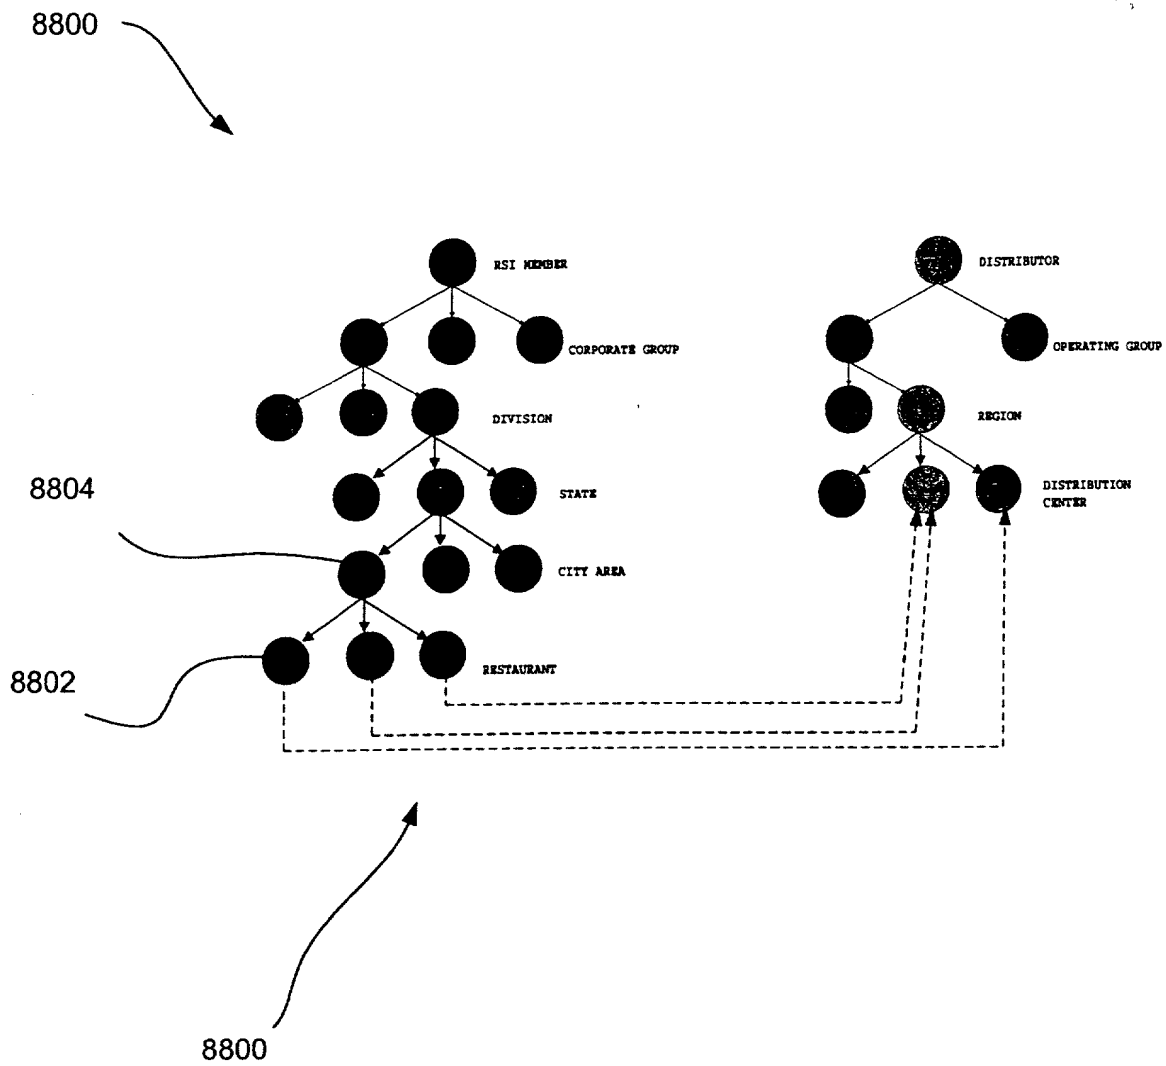 8800
RSI MEMBER
DISTRIBUTOR
CORPORATE GROUP
OPERATING GROUP
DIVISION
REGION
8804
STATE
DISTRIBUTION
CENTER
CITY AREA
8802
RESTAURANT
8800